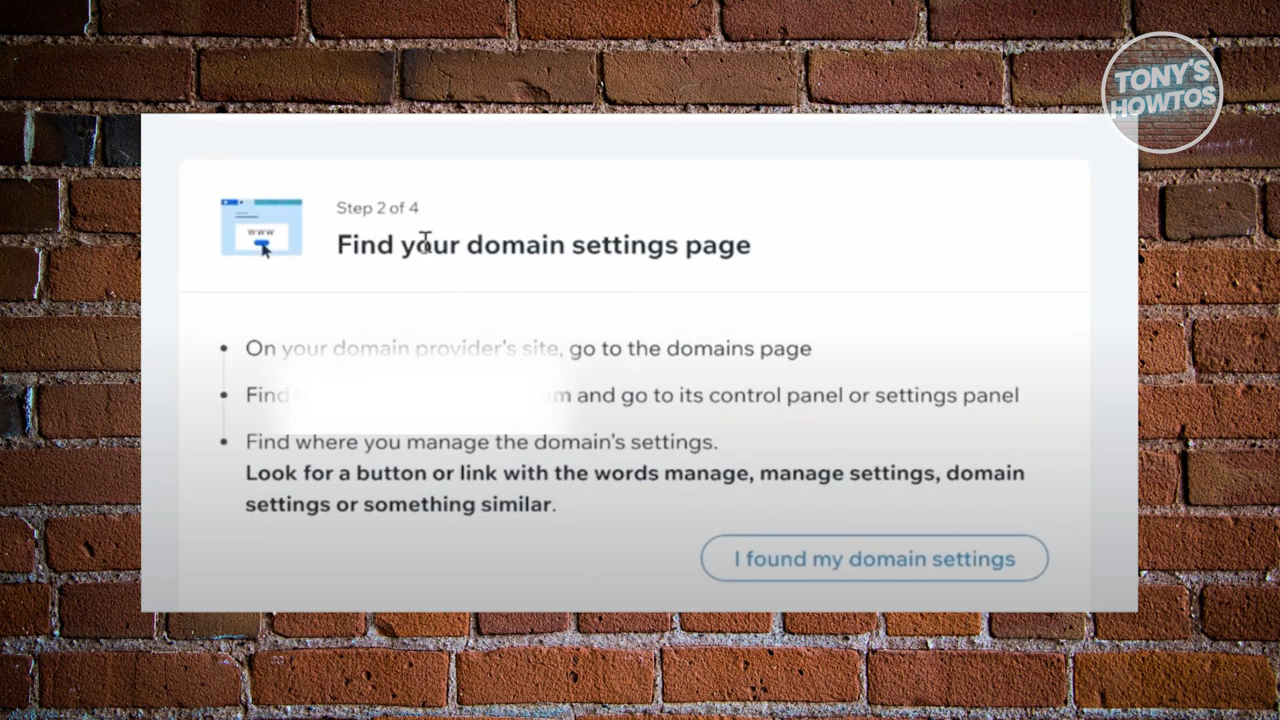 TONY'S
HOWTOS
Step 2 of 4
www
Find your domain settings page
On your domain provider's site, go to the domains page
Find and go to its control panel or settings panel
Find where you manage the domain's settings.
Look for a button or link with the words manage, manage settings, domain
settings or something similar.
I found my domain settings